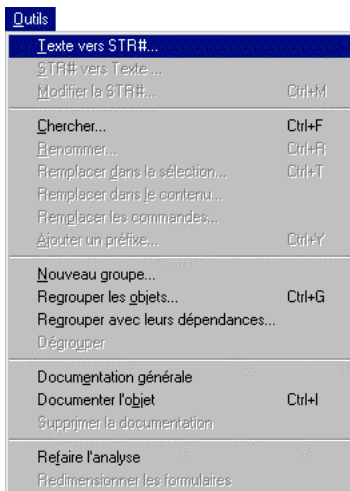 Outils
Texte vers STR#...
STR# vers Texte ...
Modifier la STR#... Ctrl+M
Chercher... Ctrl+F
Renommer... Ctrl+R
Remplacer dans la sélection... Ctrl+T
Remplacer dans le contenu...
Remplacer les commandes...
Ajouter un préfixe... Ctrl+Y
Nouveau groupe...
Regrouper les objets... Ctrl+G
Regrouper avec leurs dépendances...
Dégrouper
Documentation générale
Documenter l'objet Ctrl+I
Supprimer la documentation
Refaire l'analyse
Redimensionner les formulaires